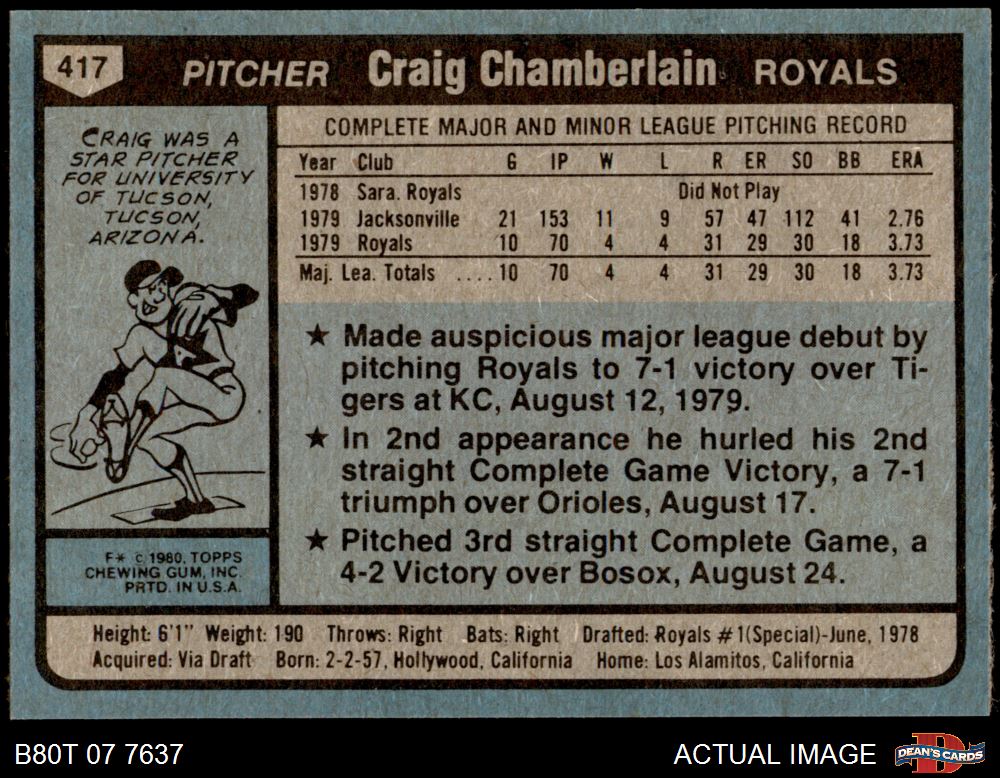 417 PITCHER Craig Chamberlain ROYALS
CRAIG WAS A
STAR PITCHER
FOR UNIVERSITY
OF TUCSON,
TUCSON,
ARIZONA.
COMPLETE MAJOR AND MINOR LEAGUE PITCHING RECORD
Year Club G IP W L R ER SO BB ERA
1978 Sara. Royals Did Not Play
1979 Jacksonville 21 153 11 9 57 47 112 41 2.76
1979 Royals 10 70 4 4 31 29 30 18 3.73
Maj. Lea. Totals ....10 70 4 4 31 29 30 18 3.73
★ Made auspicious major league debut by
pitching Royals to 7-1 victory over Ti-
gers at KC, August 12, 1979.
★ In 2nd appearance he hurled his 2nd
straight Complete Game Victory, a 7-1
triumph over Orioles, August 17.
★ Pitched 3rd straight Complete Game, a
4-2 Victory over Bosox, August 24.
F* © 1980, TOPPS
CHEWING GUM, INC.
PRTD. IN U.S.A.
Height: 6'1" Weight: 190 Throws: Right Bats: Right Drafted: Royals #1(Special)-June, 1978
Acquired: Via Draft Born: 2-2-57, Hollywood, California Home: Los Alamitos, California
B80T 07 7637 ACTUAL IMAGE DEAN'S CARDS